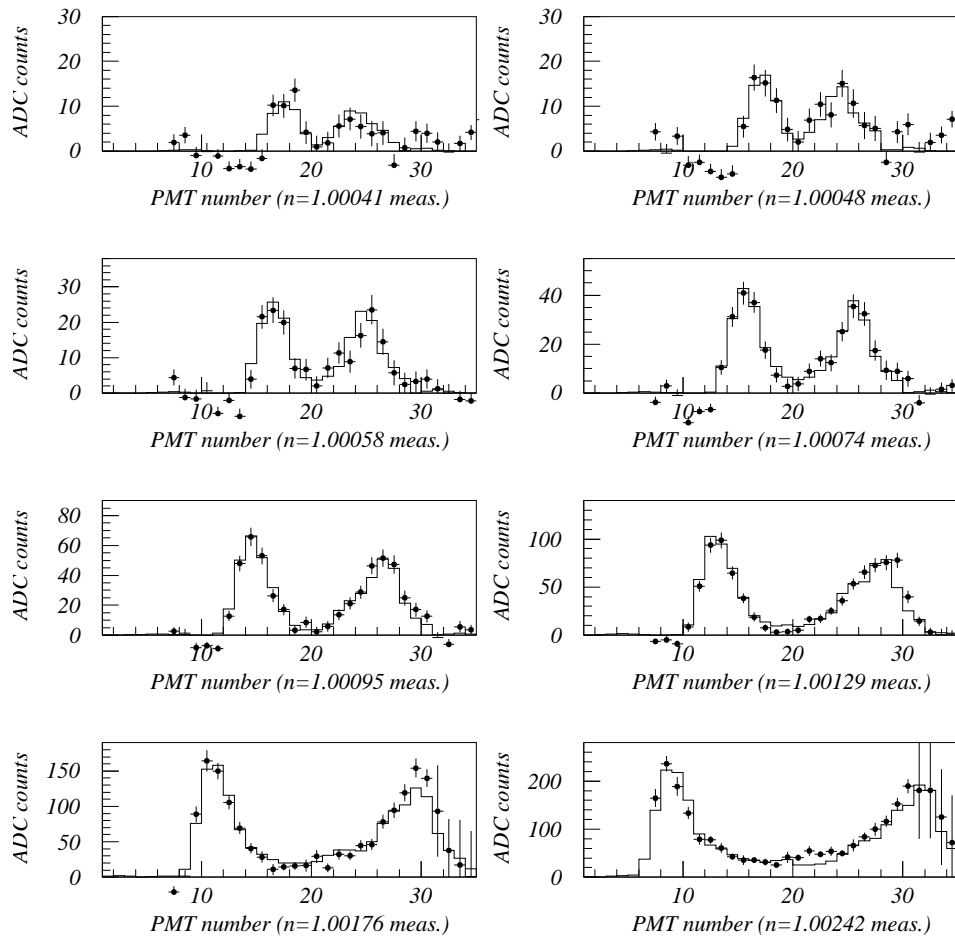 ADC counts
30
20
10
0
10 20 30
PMT number (n=1.00041 meas.)
ADC counts
30
20
10
0
10 20 30
PMT number (n=1.00048 meas.)
ADC counts
30
20
10
0
10 20 30
PMT number (n=1.00058 meas.)
ADC counts
40
20
0
10 20 30
PMT number (n=1.00074 meas.)
ADC counts
80
60
40
20
0
10 20 30
PMT number (n=1.00095 meas.)
ADC counts
100
50
0
10 20 30
PMT number (n=1.00129 meas.)
ADC counts
150
100
50
0
10 20 30
PMT number (n=1.00176 meas.)
ADC counts
200
100
0
10 20 30
PMT number (n=1.00242 meas.)